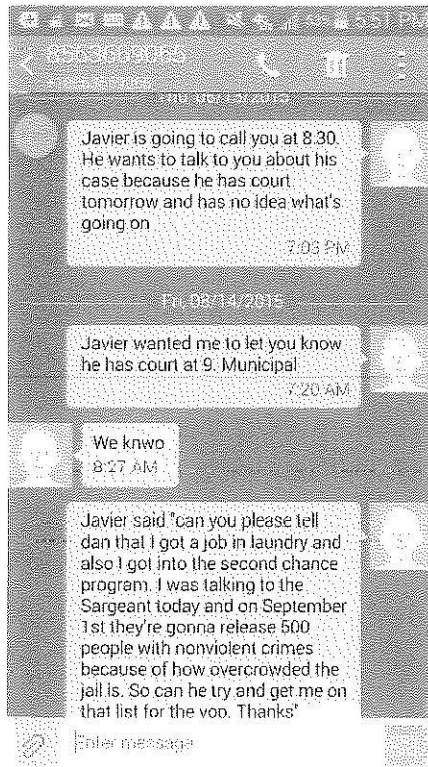 5:51 PM
Javier is going to call you at 8:30.
He wants to talk to you about his
case because he has court
tomorrow and has no idea what's
going on
7:03 PM
Fri, 08/14/2015
Javier wanted me to let you know
he has court at 9. Municipal
7:20 AM
We knwo
8:27 AM
Javier said "can you please tell
dan that I got a job in laundry and
also I got into the second chance
program. I was talking to the
Sargeant today and on September
1st they're gonna release 500
people with nonviolent crimes
because of how overcrowded the
jail is. So can he try and get me on
that list for the vop. Thanks"
Enter message